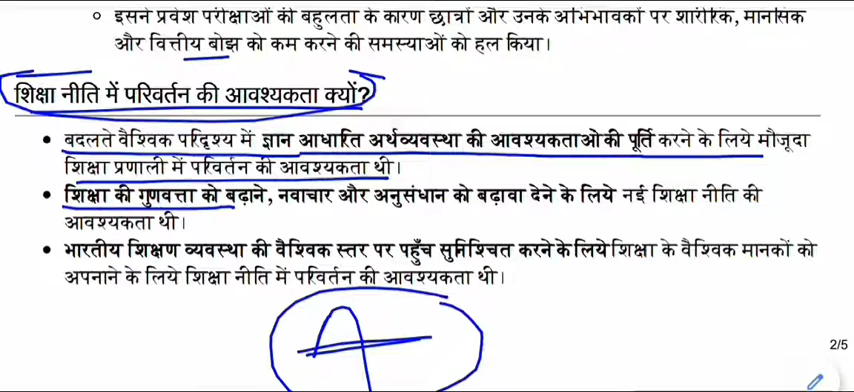 इसने प्रवेश परीक्षाओं की बहुलता के कारण छात्रों और उनके अभिभावकों पर शारीरिक, मानसिक
और वित्तीय बोझ को कम करने की समस्याओं को हल किया।
शिक्षा नीति में परिवर्तन की आवश्यकता क्यों?
बदलते वैश्विक परिदृश्य में ज्ञान आधारित अर्थव्यवस्था की आवश्यकताओं की पूर्ति करने के लिये मौजूदा
शिक्षा प्रणाली में परिवर्तन की आवश्यकता थी।
शिक्षा की गुणवत्ता को बढ़ाने, नवाचार और अनुसंधान को बढ़ावा देने के लिये नई शिक्षा नीति की
आवश्यकता थी।
भारतीय शिक्षण व्यवस्था की वैश्विक स्तर पर पहुँच सुनिश्चित करने के लिये शिक्षा के वैश्विक मानकों को
अपनाने के लिये शिक्षा नीति में परिवर्तन की आवश्यकता थी।
2/5